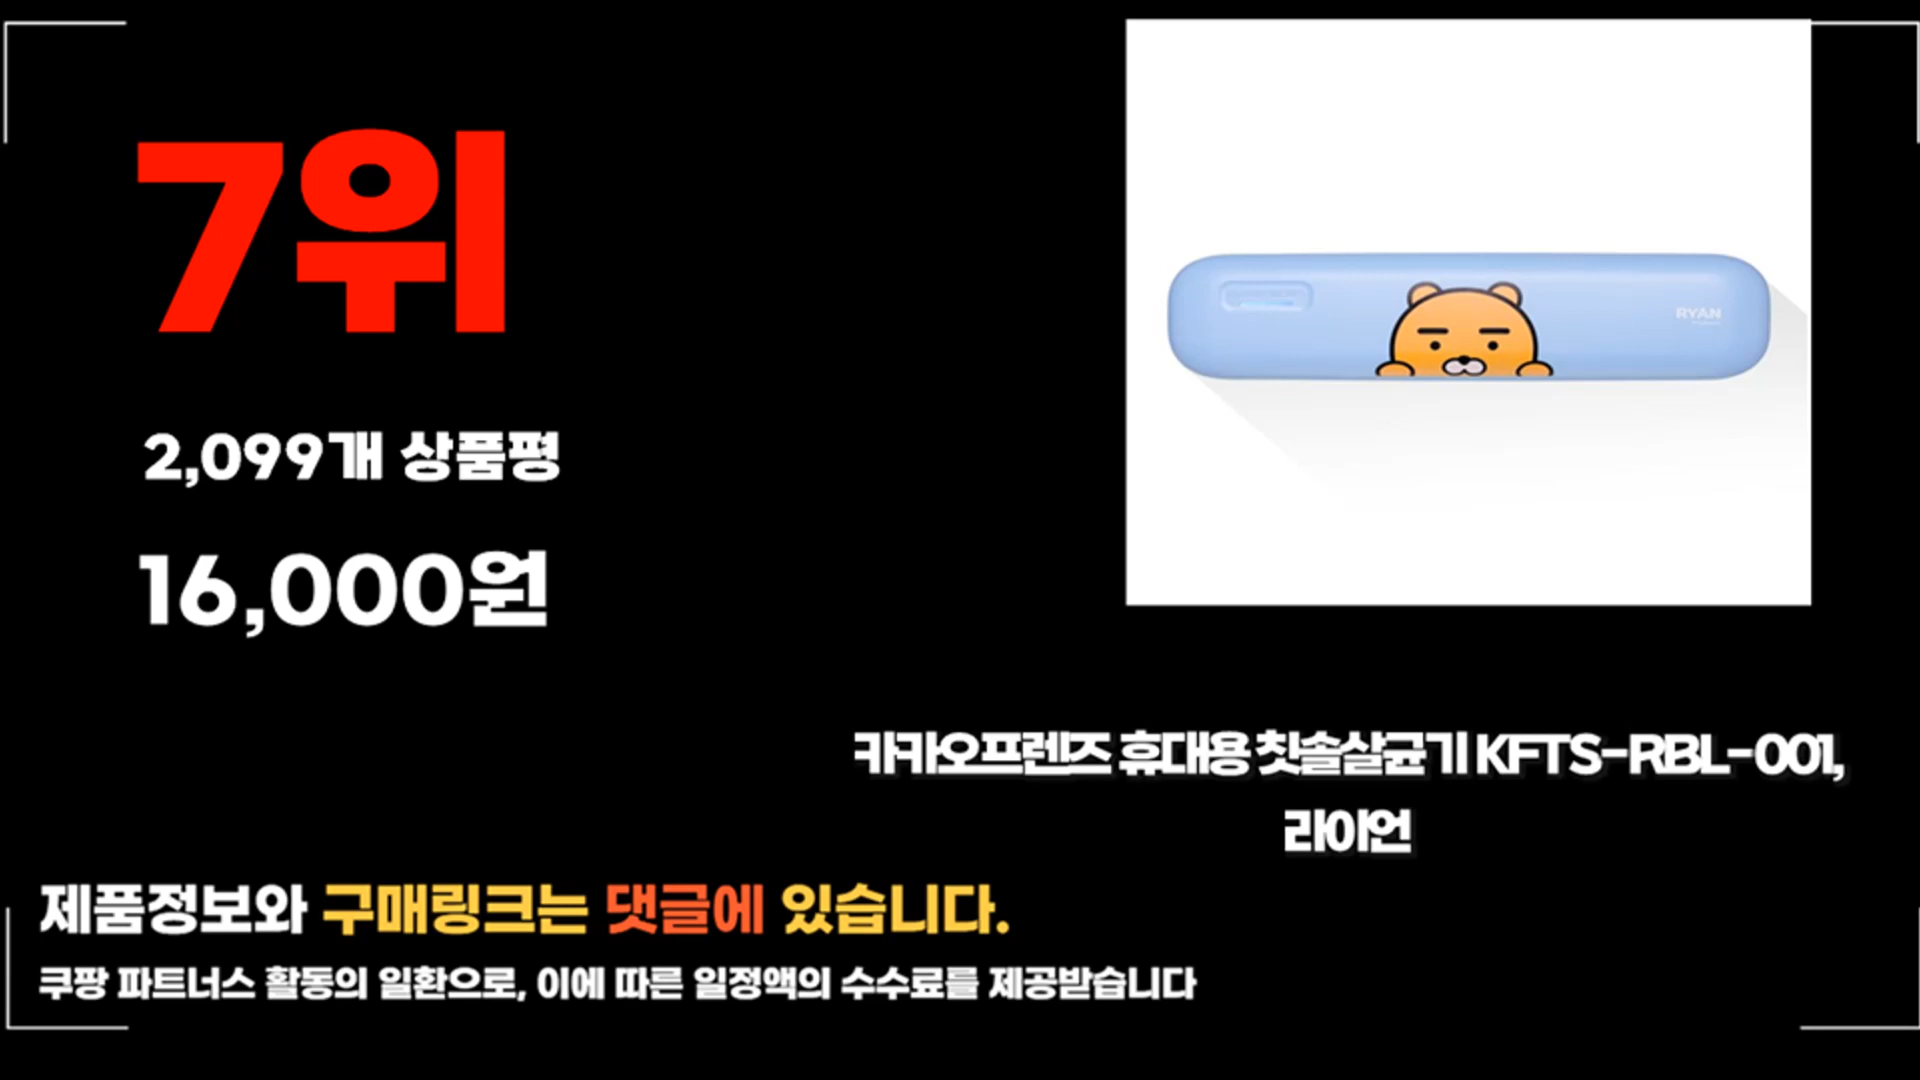 7위
RYAN
2,099개 상품평
16,000원
카카오프렌즈 휴대용 칫솔살균기 KFTS-RBL-001,
라이언
제품정보와 구매링크는 댓글에 있습니다.
쿠팡 파트너스 활동의 일환으로, 이에 따른 일정액의 수수료를 제공받습니다